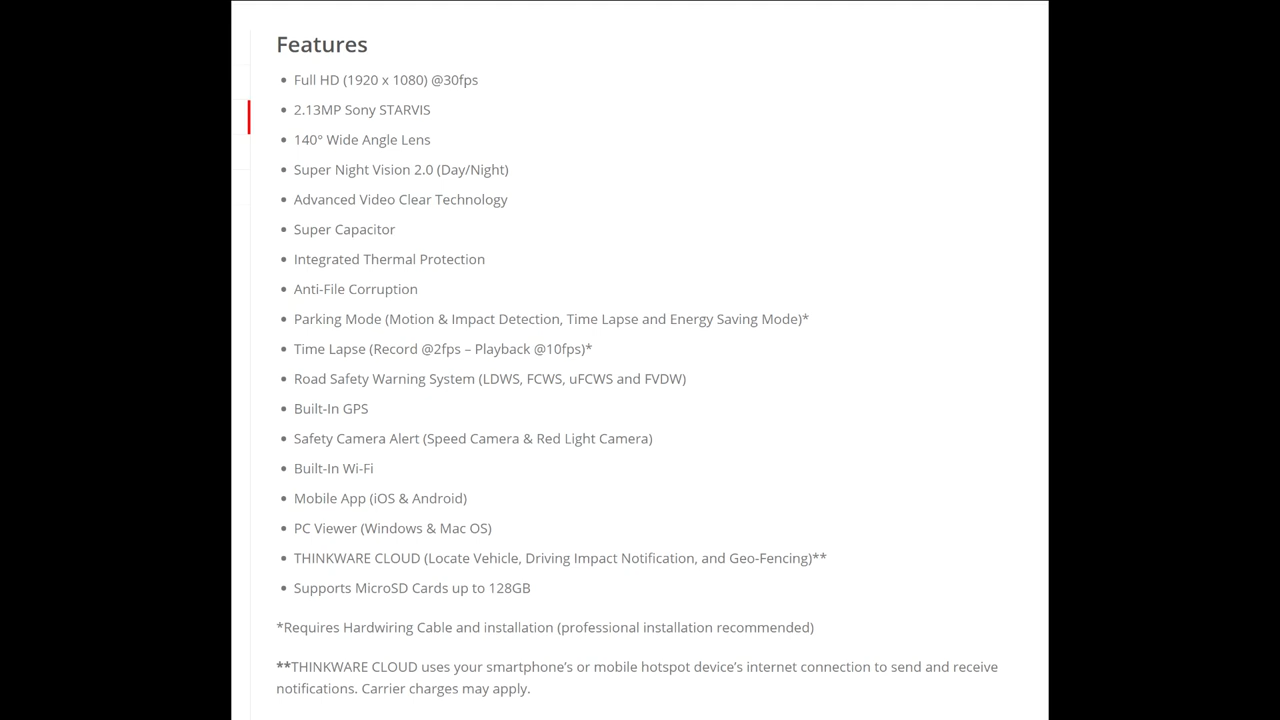 Features
• Full HD (1920 x 1080) @30fps
• 2.13MP Sony STARVIS
• 140° Wide Angle Lens
• Super Night Vision 2.0 (Day/Night)
• Advanced Video Clear Technology
• Super Capacitor
• Integrated Thermal Protection
• Anti-File Corruption
• Parking Mode (Motion & Impact Detection, Time Lapse and Energy Saving Mode)*
• Time Lapse (Record @2fps – Playback @10fps)*
• Road Safety Warning System (LDWS, FCWS, uFCWS and FVDW)
• Built-In GPS
• Safety Camera Alert (Speed Camera & Red Light Camera)
• Built-In Wi-Fi
• Mobile App (iOS & Android)
• PC Viewer (Windows & Mac OS)
• THINKWARE CLOUD (Locate Vehicle, Driving Impact Notification, and Geo-Fencing)**
• Supports MicroSD Cards up to 128GB
*Requires Hardwiring Cable and installation (professional installation recommended)
**THINKWARE CLOUD uses your smartphone’s or mobile hotspot device’s internet connection to send and receive
notifications. Carrier charges may apply.